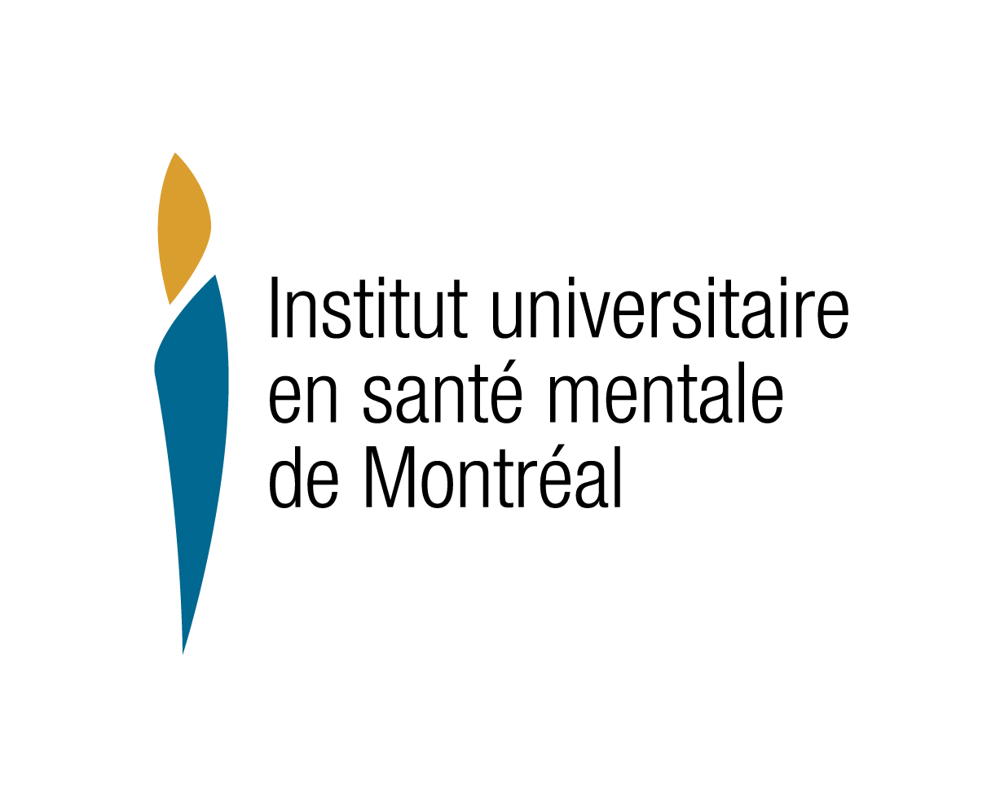 Institut universitaire
en santé mentale
de Montréal